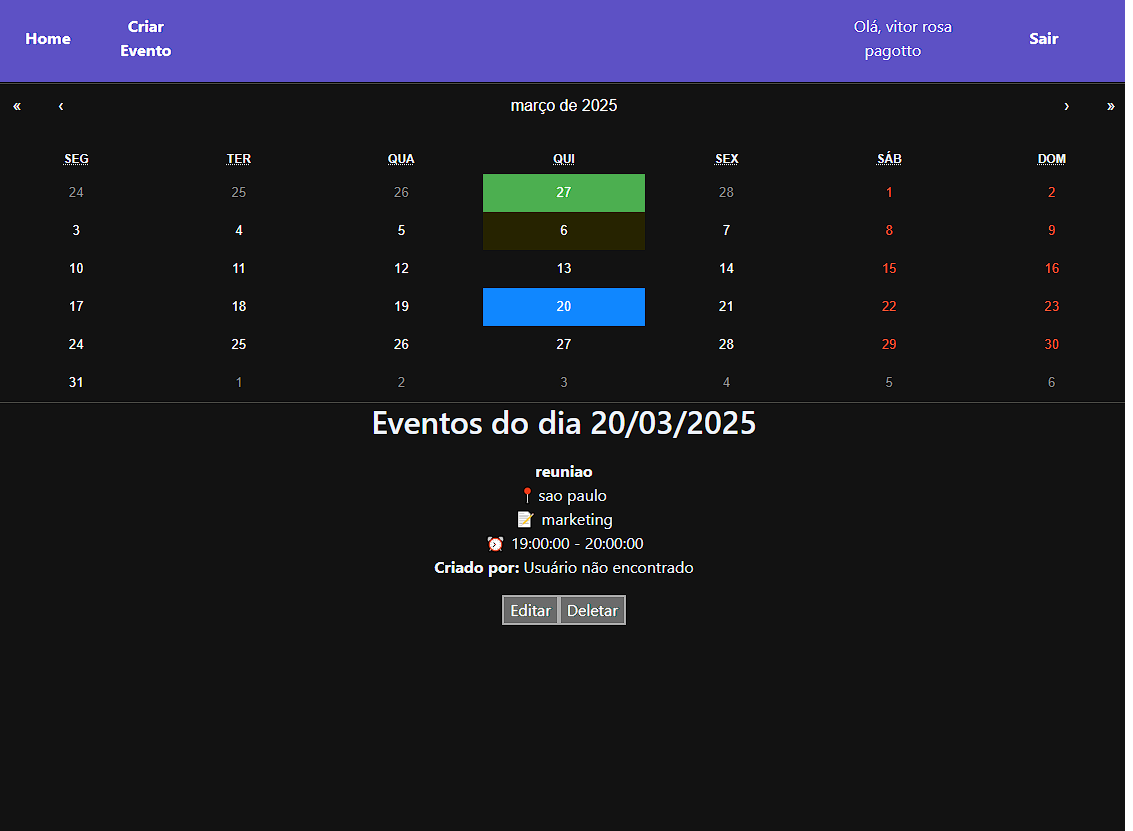 Home
Criar
Evento
Olá, vitor rosa
pagotto
Sair
« ‹ março de 2025 › »
SEG TER QUA QUI SEX SÁB DOM
24 25 26 27 28 1 2
3 4 5 6 7 8 9
10 11 12 13 14 15 16
17 18 19 20 21 22 23
24 25 26 27 28 29 30
31 1 2 3 4 5 6
Eventos do dia 20/03/2025
reuniao
📍 sao paulo
📝 marketing
⏰ 19:00:00 - 20:00:00
Criado por: Usuário não encontrado
Editar Deletar